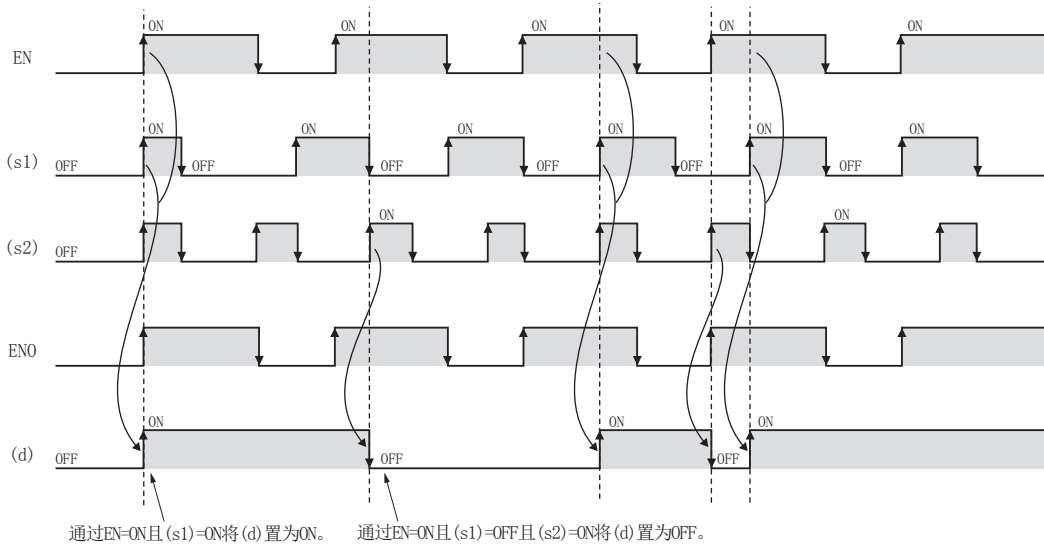 ON ON ON ON ON
EN
ON ON ON ON ON
(s1) OFF OFF OFF OFF OFF
ON ON
(s2) OFF
ENO
ON ON ON
(d) OFF OFF OFF
通过EN=ON且(s1)=ON将(d)置为ON。 通过EN=ON且(s1)=OFF且(s2)=ON将(d)置为OFF。